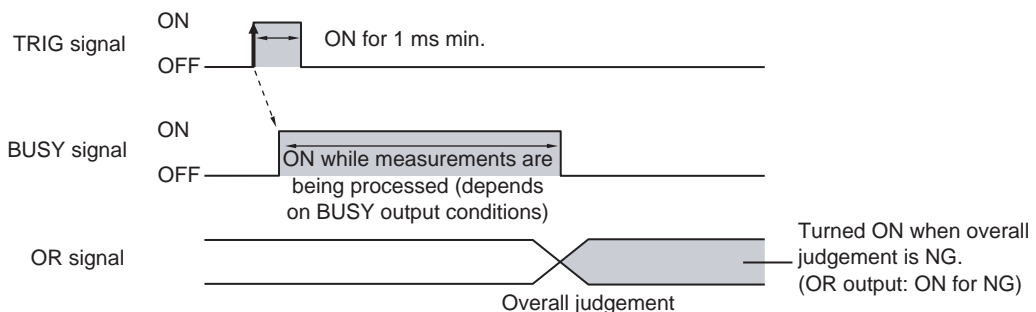 ON
TRIG signal
ON for 1 ms min.
OFF
ON
BUSY signal
ON while measurements are
being processed (depends
on BUSY output conditions)
OFF
OR signal
Turned ON when overall
judgement is NG.
(OR output: ON for NG)
Overall judgement